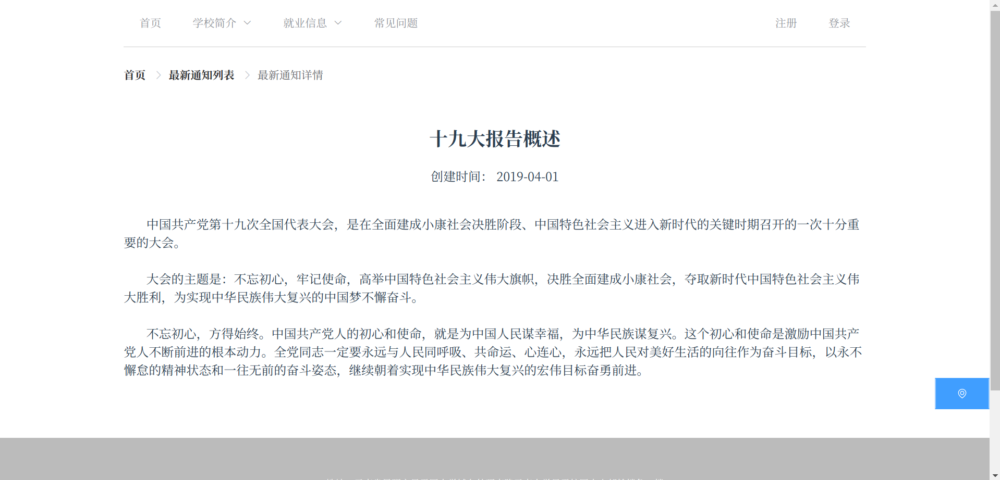 首页 学校简介 就业信息 常见问题 注册 登录
首页 最新通知列表 最新通知详情
十九大报告概述
创建时间： 2019-04-01
中国共产党第十九次全国代表大会，是在全面建成小康社会决胜阶段、中国特色社会主义进入新时代的关键时期召开的一次十分重
要的大会。
大会的主题是：不忘初心，牢记使命，高举中国特色社会主义伟大旗帜，决胜全面建成小康社会，夺取新时代中国特色社会主义伟
大胜利，为实现中华民族伟大复兴的中国梦不懈奋斗。
不忘初心，方得始终。中国共产党人的初心和使命，就是为中国人民谋幸福，为中华民族谋复兴。这个初心和使命是激励中国共产
党人不断前进的根本动力。全党同志一定要永远与人民同呼吸、共命运、心连心，永远把人民对美好生活的向往作为奋斗目标，以永不
懈怠的精神状态和一往无前的奋斗姿态，继续朝着实现中华民族伟大复兴的宏伟目标奋勇前进。